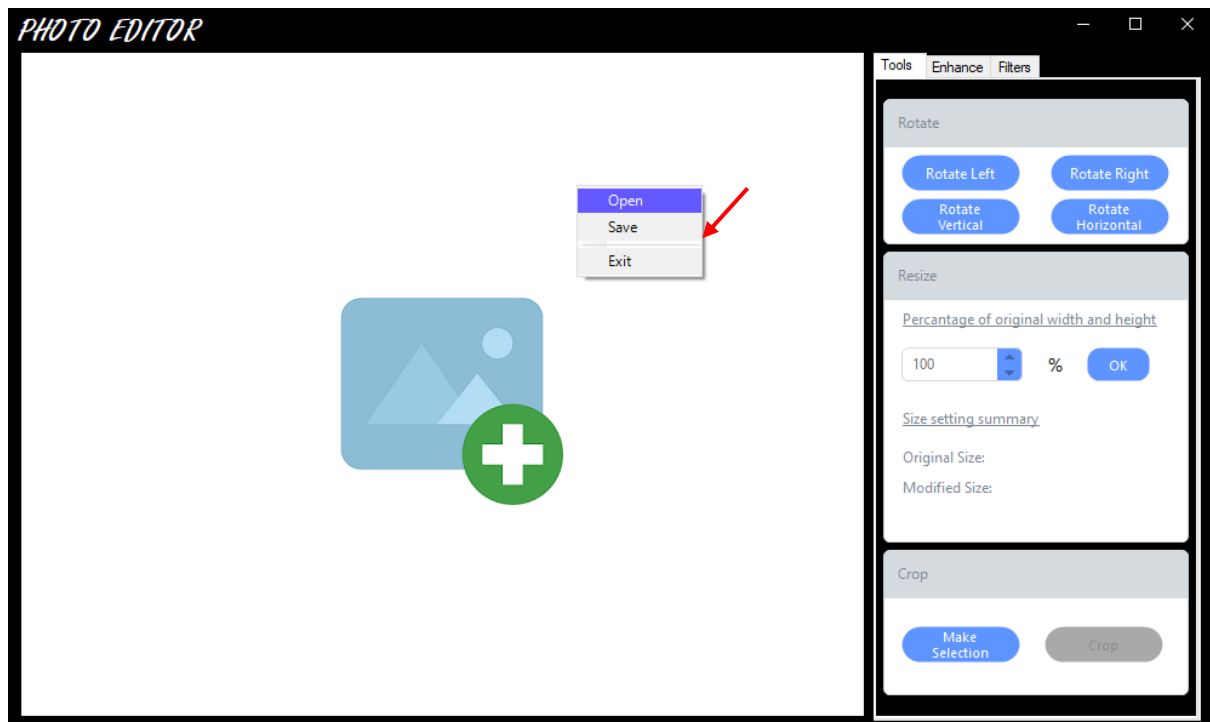 PHOTO EDITOR
Tools Enhance Filters
Open
Save
Exit
Rotate
Rotate Left Rotate Right
Rotate
Vertical
Rotate
Horizontal
Resize
Percentage of original width and height
100 % OK
Size setting summary
Original Size:
Modified Size:
Crop
Make
Selection
Crop